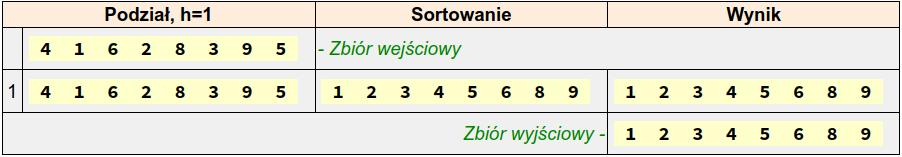 Podział, h=1 Sortowanie Wynik
4 1 6 2 8 3 9 5 - Zbiór wejściowy
1 4 1 6 2 8 3 9 5 1 2 3 4 5 6 8 9 1 2 3 4 5 6 8 9
Zbiór wyjściowy - 1 2 3 4 5 6 8 9